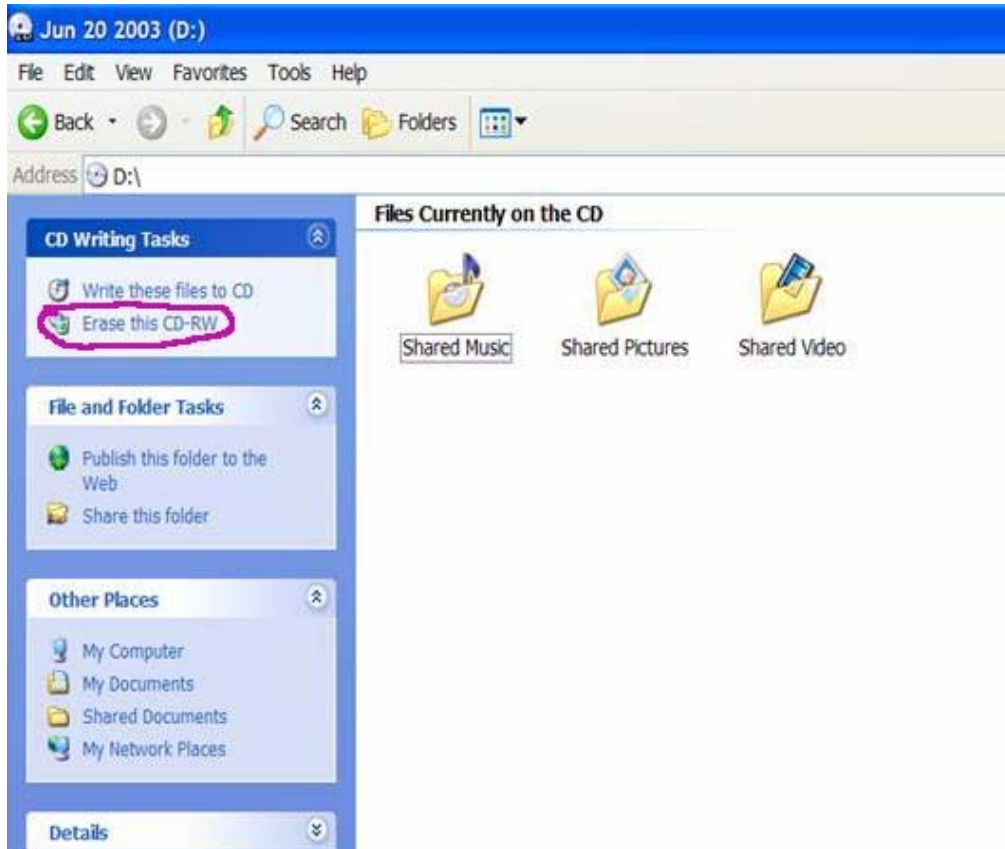 Jun 20 2003 (D:)
File Edit View Favorites Tools Help
Back Search Folders
Address D:\
CD Writing Tasks
Write these files to CD
Erase this CD-RW
File and Folder Tasks
Publish this folder to the
Web
Share this folder
Other Places
My Computer
My Documents
Shared Documents
My Network Places
Details
Files Currently on the CD
Shared Music Shared Pictures Shared Video